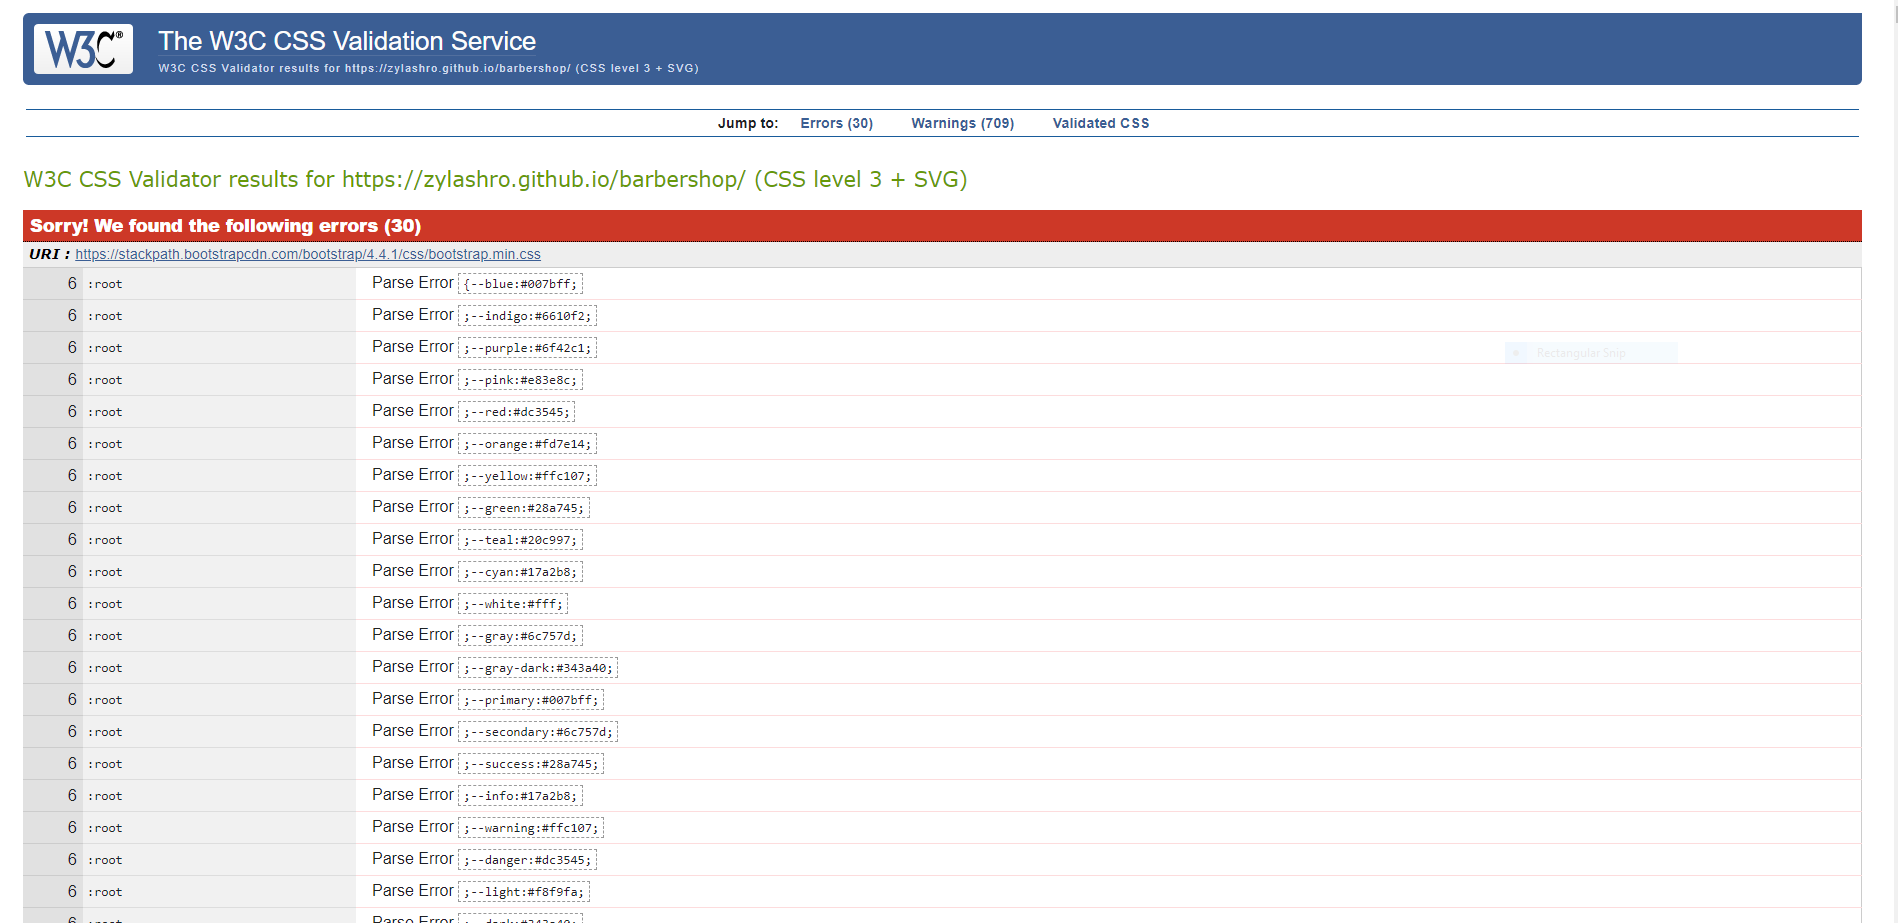 W3C® The W3C CSS Validation Service
W3C CSS Validator results for https://zylashro.github.io/barbershop/ (CSS level 3 + SVG)
Jump to: Errors (30) Warnings (709) Validated CSS
W3C CSS Validator results for https://zylashro.github.io/barbershop/ (CSS level 3 + SVG)
Sorry! We found the following errors (30)
URI : https://stackpath.bootstrapcdn.com/bootstrap/4.4.1/css/bootstrap.min.css
6 :root Parse Error {--blue:#007bff;
6 :root Parse Error ;--indigo:#6610f2;
6 :root Parse Error ;--purple:#6f42c1;
Rectangular Snip
6 :root Parse Error ;--pink:#e83e8c;
6 :root Parse Error ;--red:#dc3545;
6 :root Parse Error ;--orange:#fd7e14;
6 :root Parse Error ;--yellow:#ffc107;
6 :root Parse Error ;--green:#28a745;
6 :root Parse Error ;--teal:#20c997;
6 :root Parse Error ;--cyan:#17a2b8;
6 :root Parse Error ;--white:#fff;
6 :root Parse Error ;--gray:#6c757d;
6 :root Parse Error ;--gray-dark:#343a40;
6 :root Parse Error ;--primary:#007bff;
6 :root Parse Error ;--secondary:#6c757d;
6 :root Parse Error ;--success:#28a745;
6 :root Parse Error ;--info:#17a2b8;
6 :root Parse Error ;--warning:#ffc107;
6 :root Parse Error ;--danger:#dc3545;
6 :root Parse Error ;--light:#f8f9fa;
6 :root Parse Error ;--dark:#343a40;